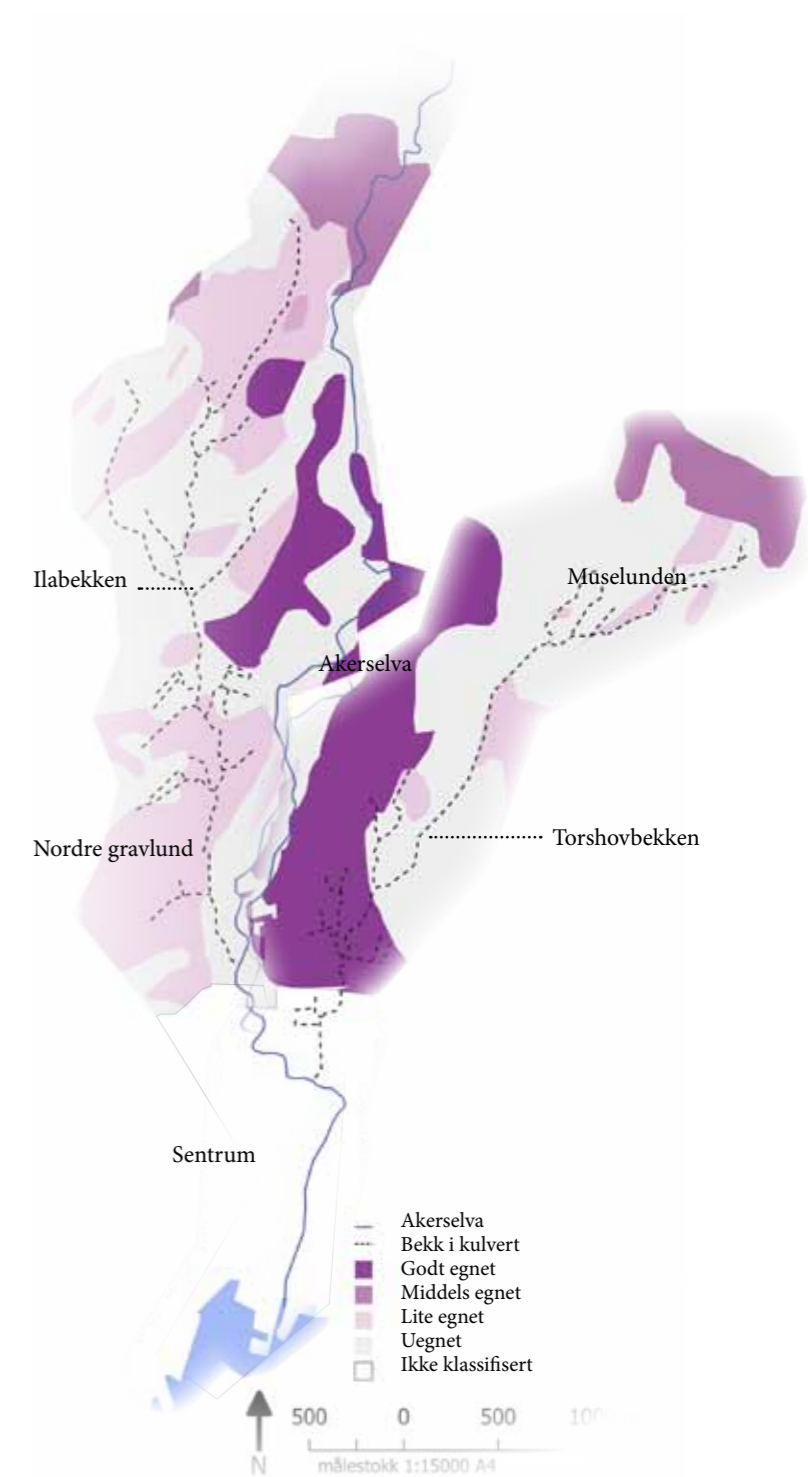 Ilabekken
Muselunden
Akerselva
Torshovbekken
Nordre gravlund
Sentrum
Akerselva
Bekk i kulvert
Godt egnet
Middels egnet
Lite egnet
Uegnet
Ikke klassifisert
500 0 500
N målestokk 1:15000 A4